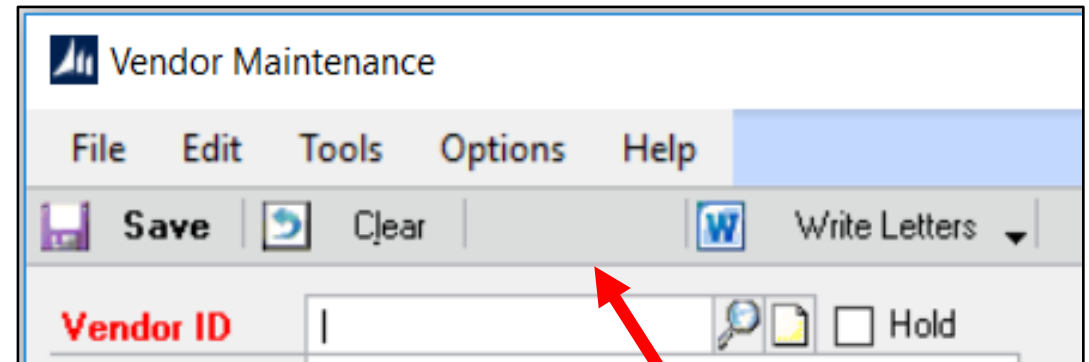 Vendor Maintenance
File Edit Tools Options Help
Save Clear Write Letters
Vendor ID Hold